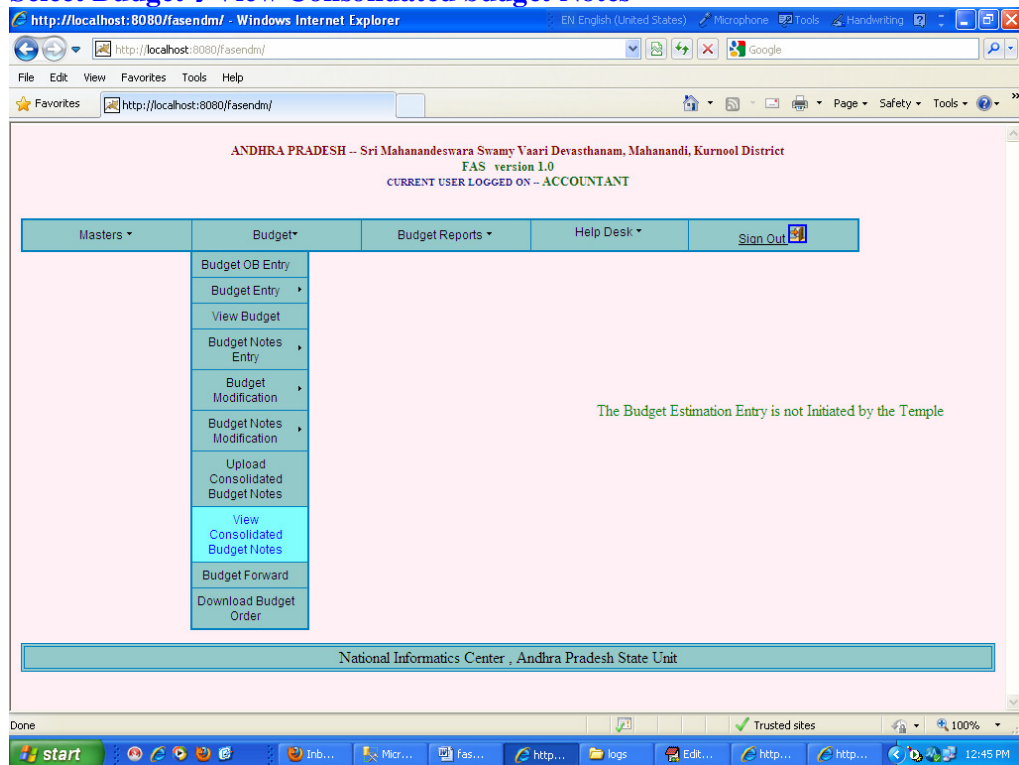 Select Budget → View Consolidated budget Notes
http://localhost:8080/fasendm/ - Windows Internet Explorer
EN English (United States) Microphone Tools Handwriting
http://localhost:8080/fasendm/
Google
File Edit View Favorites Tools Help
Favorites http://localhost:8080/fasendm/ Page Safety Tools »
ANDHRA PRADESH -- Sri Mahanandeswara Swamy Vaari Devasthanam, Mahanandi, Kurnool District
FAS version 1.0
CURRENT USER LOGGED ON -- ACCOUNTANT
Masters Budget Budget Reports Help Desk Sign Out
Budget OB Entry
Budget Entry
View Budget
Budget Notes
Entry
Budget
Modification
The Budget Estimation Entry is not Initiated by the Temple
Budget Notes
Modification
Upload
Consolidated
Budget Notes
View
Consolidated
Budget Notes
Budget Forward
Download Budget
Order
National Informatics Center , Andhra Pradesh State Unit
Done Trusted sites 100%
start Inb... Micr... fas... http... logs Edit... http... http... 12:45 PM